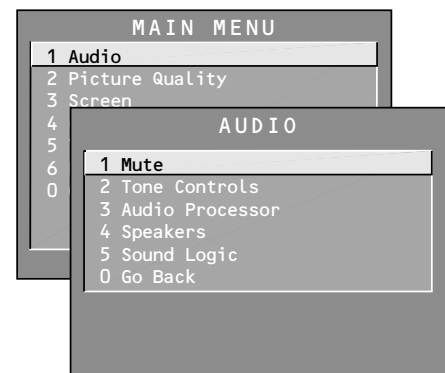 MAIN MENU
1 Audio
2 Picture Quality
3 Screen
4
5
6
0
AUDIO
1 Mute
2 Tone Controls
3 Audio Processor
4 Speakers
5 Sound Logic
0 Go Back